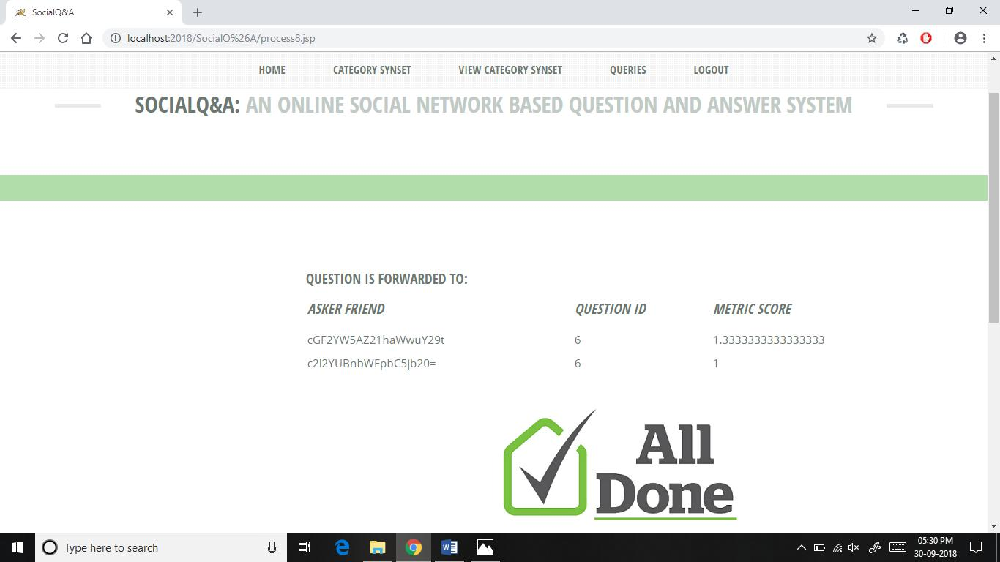 SocialQ&A
localhost:2018/SocialQ%26A/process8.jsp
HOME CATEGORY SYNSET VIEW CATEGORY SYNSET QUERIES LOGOUT
SOCIALQ&A: AN ONLINE SOCIAL NETWORK BASED QUESTION AND ANSWER SYSTEM
QUESTION IS FORWARDED TO:
ASKER FRIEND QUESTION ID METRIC SCORE
cGF2YW5AZ21haWwuY29t 6 1.3333333333333333
c2l2YUBnbWFpbC5jb20= 6 1
All
Done
Type here to search
05:30 PM
30-09-2018